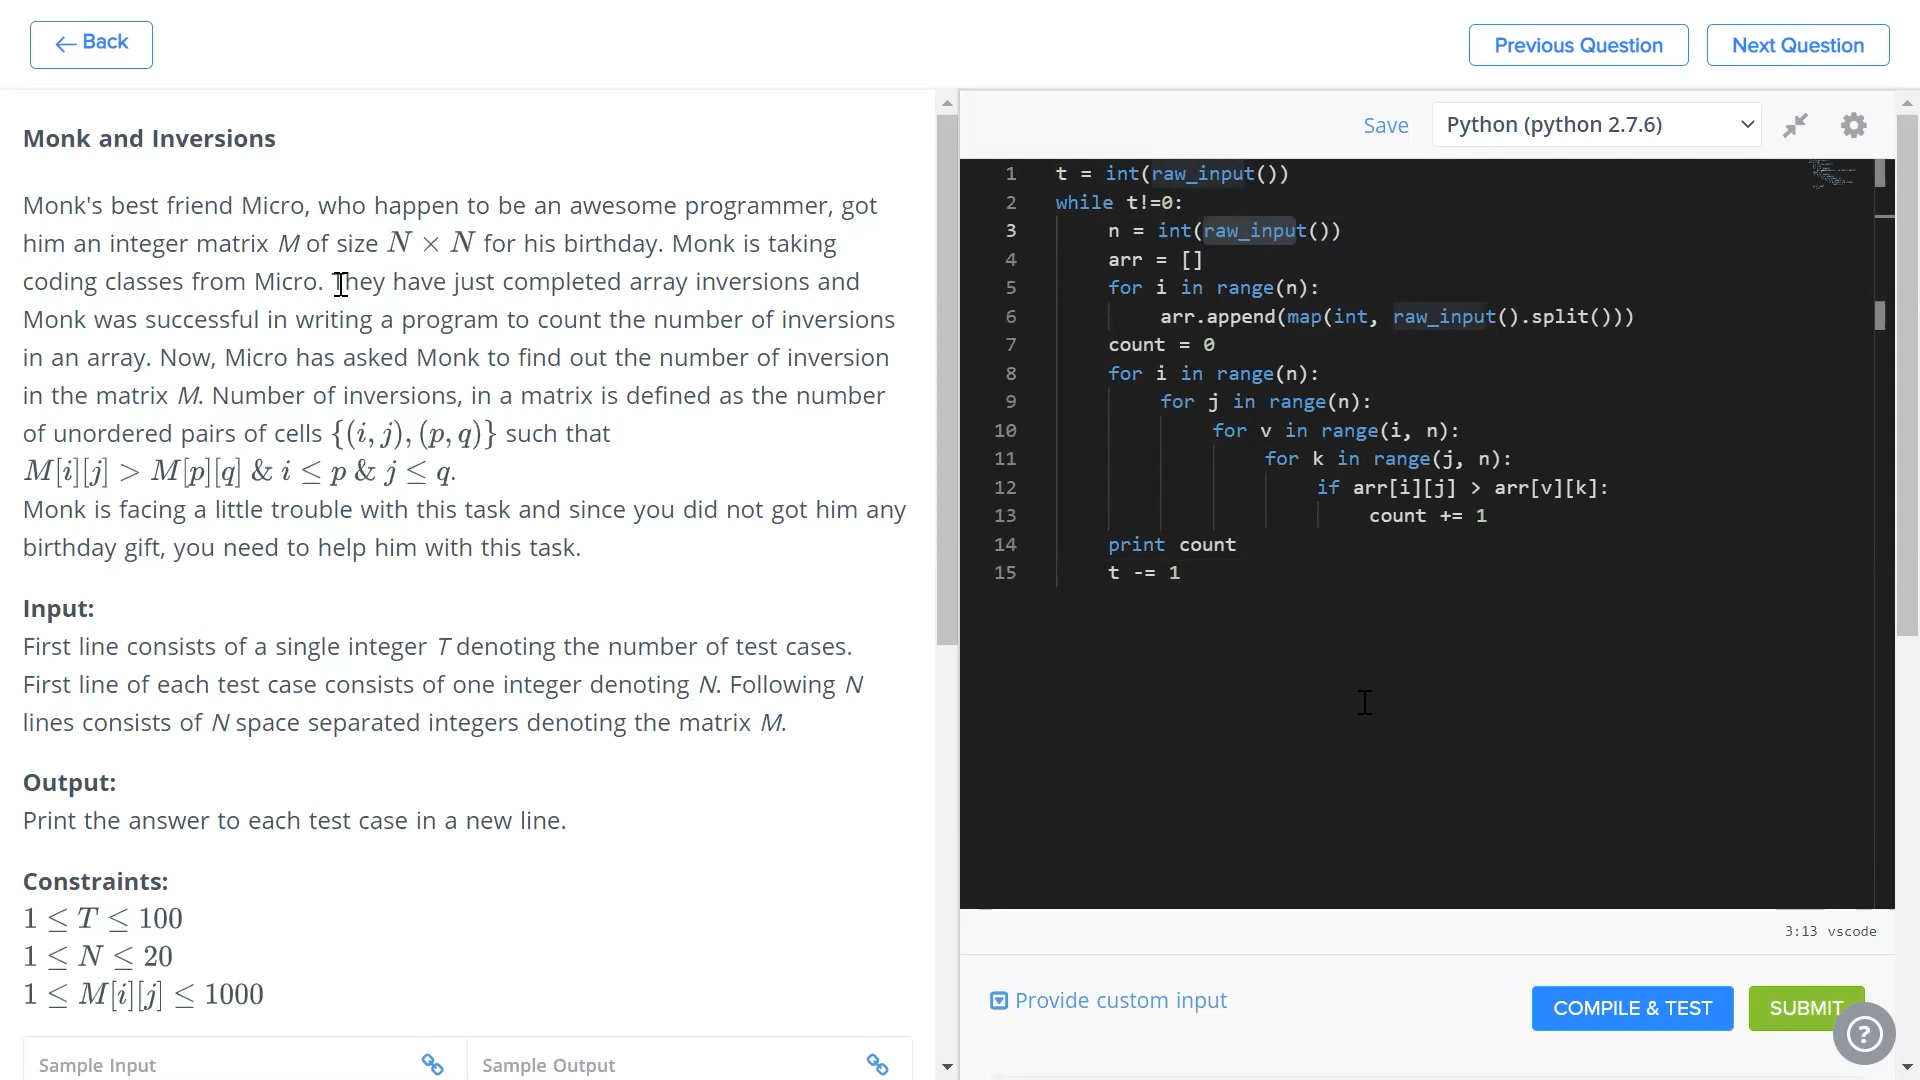 Back
Previous Question
Next Question
Monk and Inversions
Monk's best friend Micro, who happen to be an awesome programmer, got
him an integer matrix M of size N × N for his birthday. Monk is taking
coding classes from Micro. They have just completed array inversions and
Monk was successful in writing a program to count the number of inversions
in an array. Now, Micro has asked Monk to find out the number of inversion
in the matrix M. Number of inversions, in a matrix is defined as the number
of unordered pairs of cells {(i, j), (p, q)} such that
M[i][j] > M[p][q] & i ≤ p & j ≤ q.
Monk is facing a little trouble with this task and since you did not got him any
birthday gift, you need to help him with this task.
Input:
First line consists of a single integer T denoting the number of test cases.
First line of each test case consists of one integer denoting N. Following N
lines consists of N space separated integers denoting the matrix M.
Output:
Print the answer to each test case in a new line.
Constraints:
1 ≤ T ≤ 100
1 ≤ N ≤ 20
1 ≤ M[i][j] ≤ 1000
Sample Input
Sample Output
Save
Python (python 2.7.6)
1 t = int(raw_input())
2 while t!=0:
3 n = int(raw_input())
4 arr = []
5 for i in range(n):
6 arr.append(map(int, raw_input().split()))
7 count = 0
8 for i in range(n):
9 for j in range(n):
10 for v in range(i, n):
11 for k in range(j, n):
12 if arr[i][j] > arr[v][k]:
13 count += 1
14 print count
15 t -= 1
3:13 vscode
Provide custom input
COMPILE & TEST
SUBMIT
?